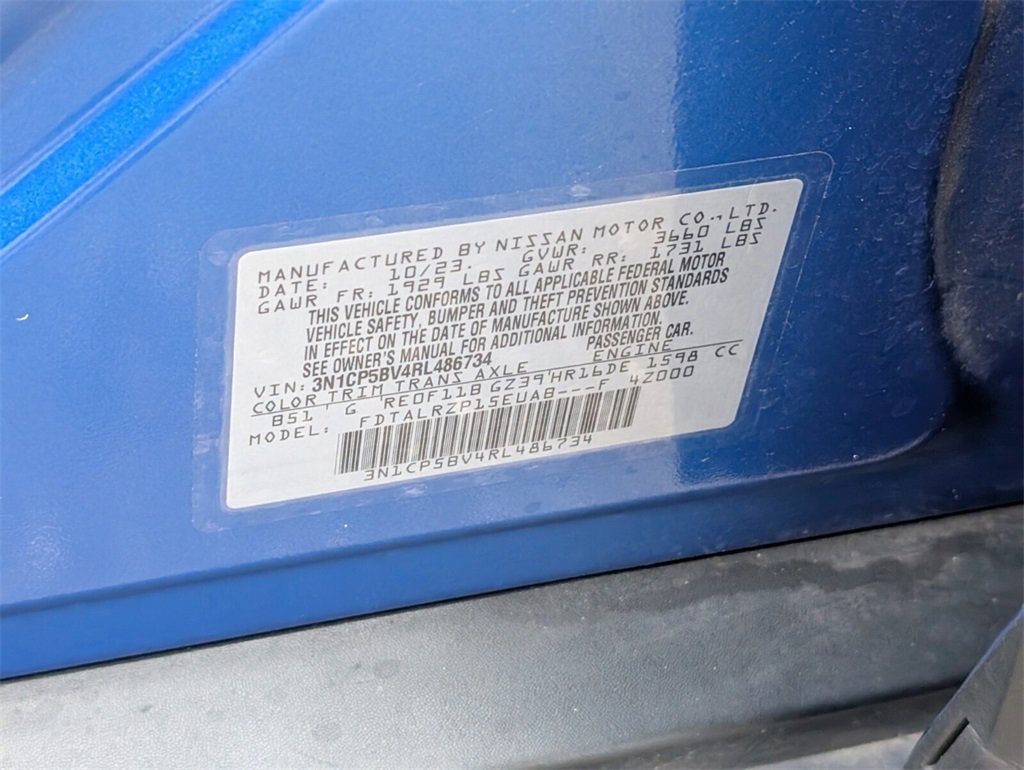 MANUFACTURED BY NISSAN MOTOR CO.,LTD.
DATE: 10/23. GVWR: 3660 LBS
GAWR FR: 1929 LBS GAWR RR: 1731 LBS
THIS VEHICLE CONFORMS TO ALL APPLICABLE FEDERAL MOTOR
VEHICLE SAFETY, BUMPER AND THEFT PREVENTION STANDARDS
IN EFFECT ON THE DATE OF MANUFACTURE SHOWN ABOVE.
SEE OWNER'S MANUAL FOR ADDITIONAL INFORMATION.
VIN: 3N1CP5BV4RL486734 PASSENGER CAR.
COLOR TRIM TRANS AXLE ENGINE
B51 G RE0F11B GZ39 HR16DE 1598 CC
MODEL: FDTALRZP15EUAB---F 4Z000
3N1CP5BV4RL486734